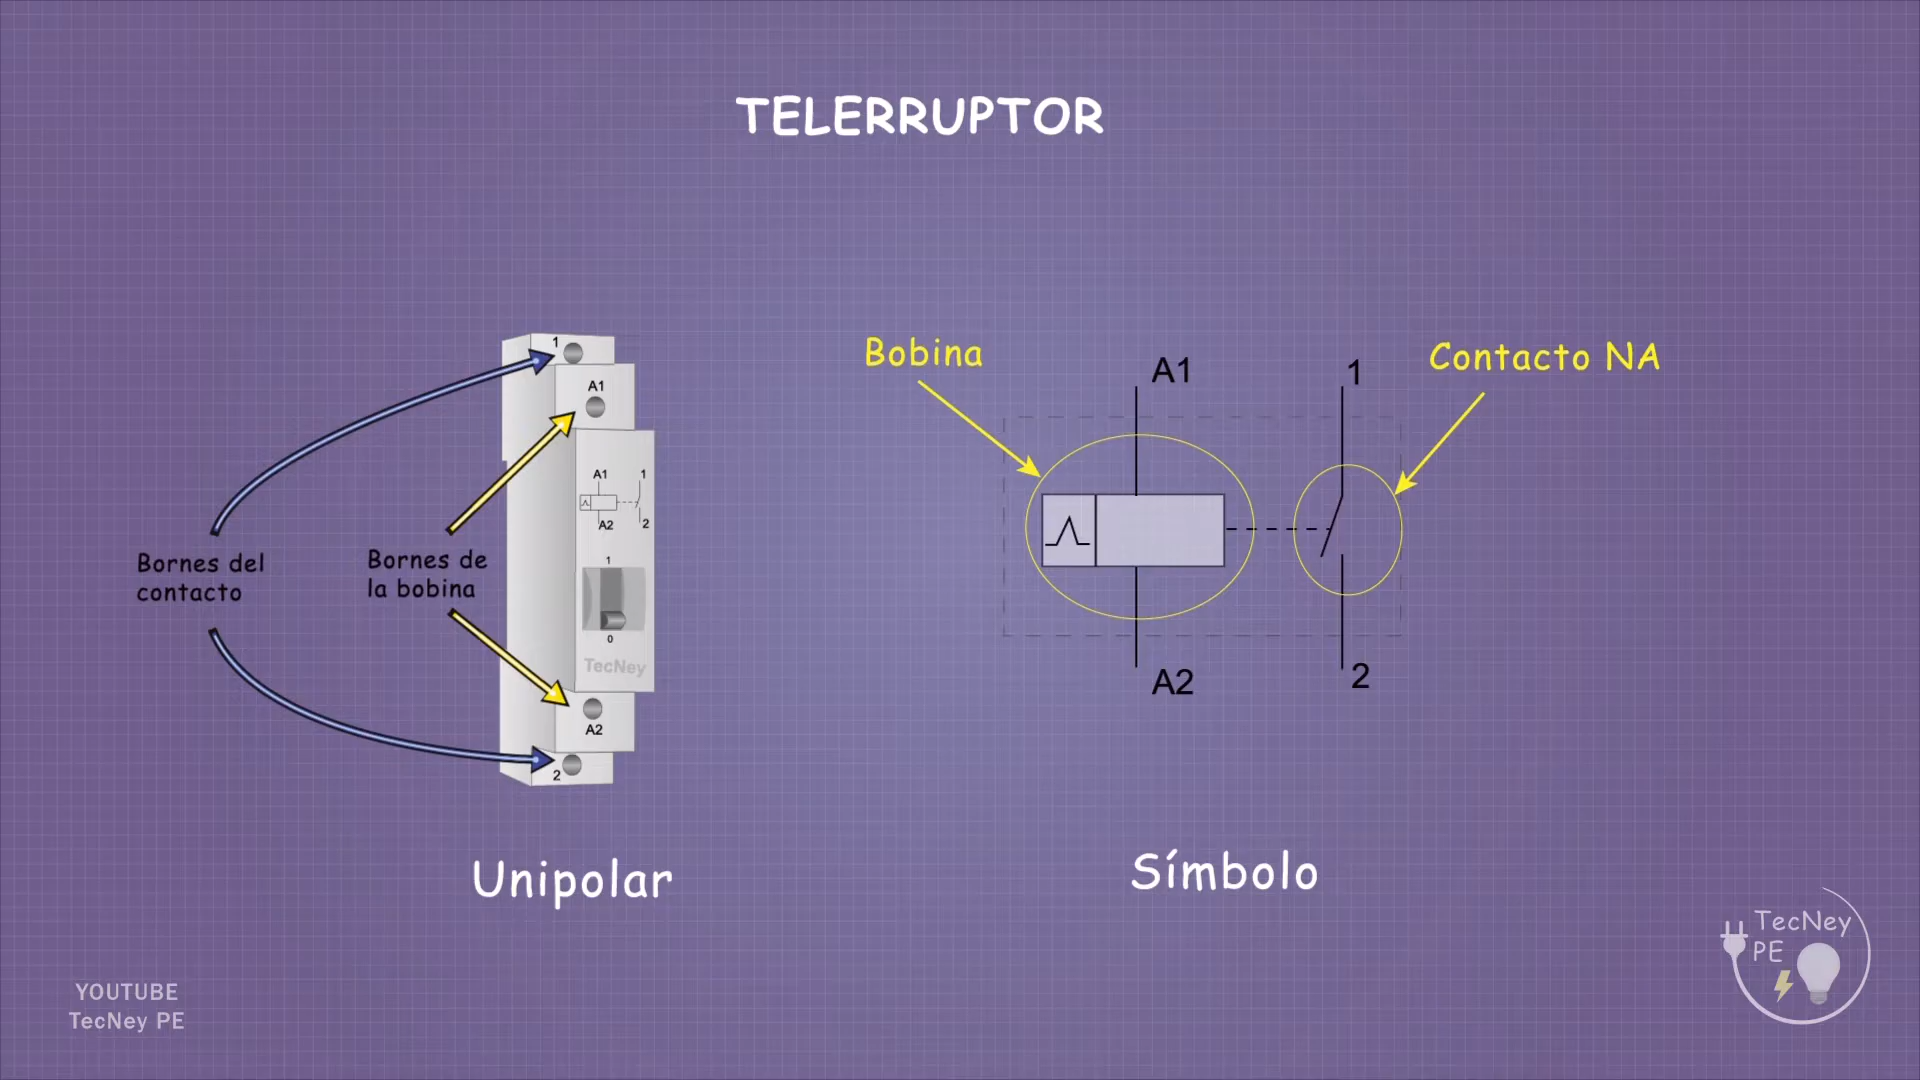 TELERRUPTOR
1
A1
A1
1
A2
2
1
0
TecNey
A2
2
Bornes del
contacto
Bornes de
la bobina
Unipolar
Bobina
A1
1
Contacto NA
A2
2
Símbolo
YOUTUBE
TecNey PE
TecNey
PE